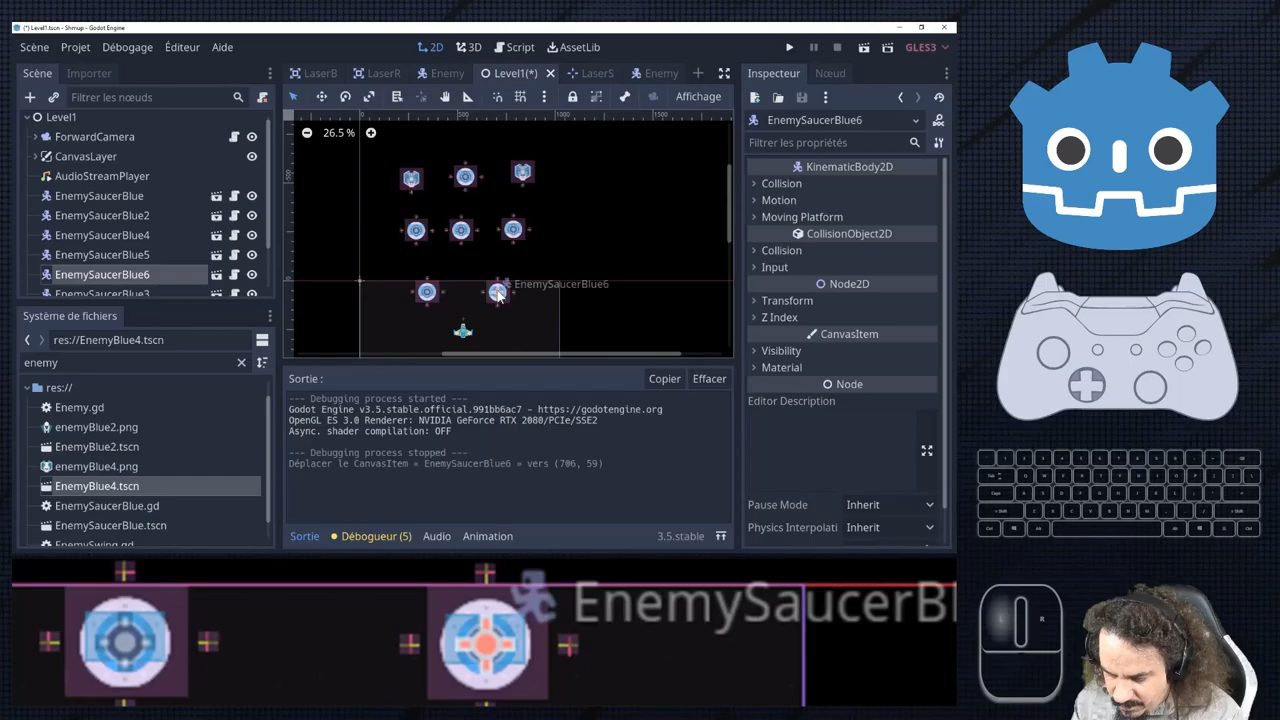 (*) Level1.tscn - Shmup - Godot Engine
Scène Projet Débogage Éditeur Aide
2D 3D Script AssetLib
GLES3
Scène Importer
LaserB LaserR Enemy Level1(*) LaserS Enemy
Inspecteur Nœud
Filtrer les nœuds
Affichage
Level1
EnemySaucerBlue6
26.5 %
500 1000 1500
ForwardCamera
Filtrer les propriétés
CanvasLayer
KinematicBody2D
AudioStreamPlayer
Collision
EnemySaucerBlue
Motion
EnemySaucerBlue2
Moving Platform
EnemySaucerBlue4
CollisionObject2D
EnemySaucerBlue5
Collision
EnemySaucerBlue6
Input
EnemySaucerBlue3
EnemySaucerBlue6
Node2D
Transform
Système de fichiers
Z Index
res://EnemyBlue4.tscn
CanvasItem
enemy
Visibility
Material
Sortie :
Copier Effacer
Node
res://
Editor Description
--- Debugging process started ---
Enemy.gd
Godot Engine v3.5.stable.official.991bb6ac7 - https://godotengine.org
OpenGL ES 3.0 Renderer: NVIDIA GeForce RTX 2080/PCIe/SSE2
enemyBlue2.png
Async. shader compilation: OFF
EnemyBlue2.tscn
--- Debugging process stopped ---
Déplacer le CanvasItem « EnemySaucerBlue6 » vers (706, 59)
enemyBlue4.png
EnemyBlue4.tscn
EnemySaucerBlue.gd
Pause Mode Inherit
EnemySaucerBlue.tscn
Physics Interpolati Inherit
EnemySwing.gd
Sortie Débogueur (5) Audio Animation 3.5.stable
EnemySaucerBl
R